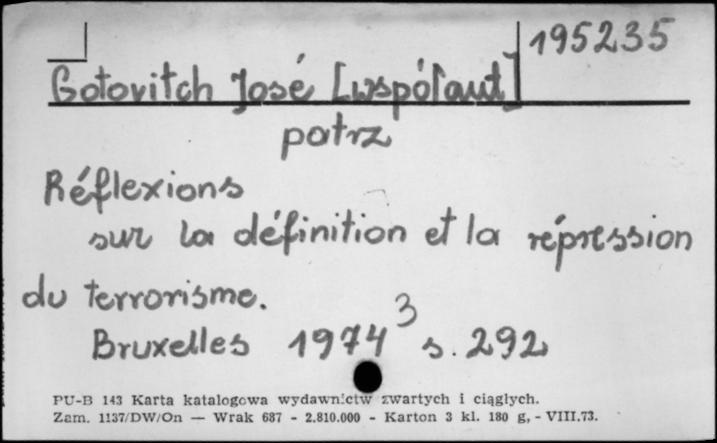 195235
Gotovitch José [współaut]
patrz
Réflexions
sur la définition et la répression
du terrorisme.
Bruxelles 1974³ s. 292
PU-B 143 Karta katalogowa wydawnictw zwartych i ciągłych.
Zam. 1137/DW/On — Wrak 687 - 2.810.000 - Karton 3 kl. 180 g, - VIII.73.